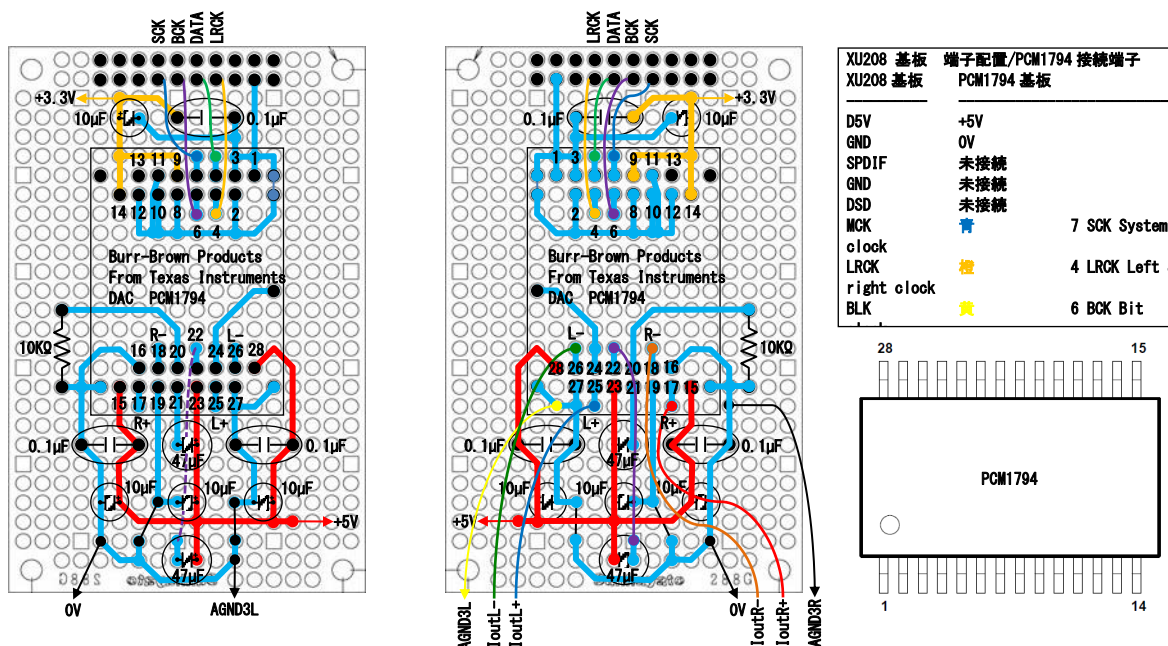 SCK
BCK
DATA
LRCK
+3.3V
10μF
0.1μF
13 11 9 3 1
14 12 10 8 2
6 4
Burr-Brown Products
From Texas Instruments
DAC PCM1794
R- 22 L-
10KΩ
16 18 20 24 26 28
15 17 19 21 23 25 27
R+ L+
0.1μF
0.1μF
47μF
10μF
10μF
10μF
+5V
47μF
0V
AGND3L
LRCK
DATA
BCK
SCK
+3.3V
0.1μF
10μF
1 3 9 11 13
2 8 10 12 14
4 6
Burr-Brown Products
From Texas Instruments
DAC PCM1794
L- R-
10KΩ
28 26 24 22 20 18 16
27 25 23 21 19 17 15
L+ R+
0.1μF
0.1μF
47μF
10μF
10μF
10μF
+5V
47μF
288G
AGND3L
IoutL-
IoutL+
0V
IoutR-
IoutR+
AGND3R
XU208 基板 端子配置/PCM1794 接続端子
XU208 基板 PCM1794 基板
D5V +5V
GND 0V
SPDIF 未接続
GND 未接続
DSD 未接続
MCK 青 7 SCK System
clock
LRCK 橙 4 LRCK Left
right clock
BLK 黄 6 BCK Bit
28 15
PCM1794
1 14